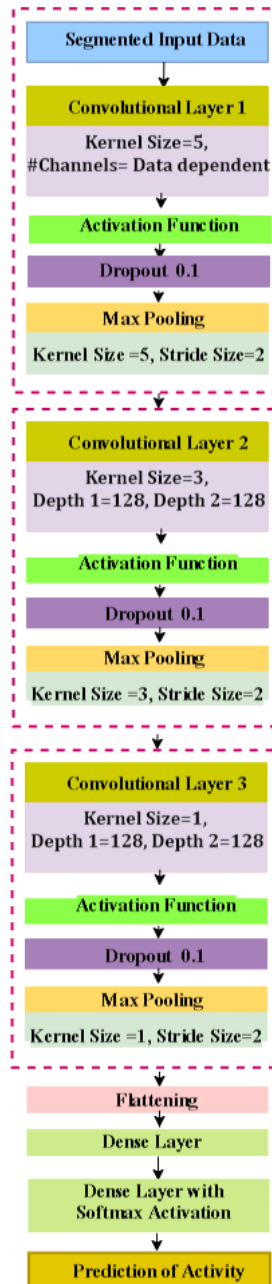 Segmented Input Data
Convolutional Layer 1
Kernel Size=5,
#Channels= Data dependent
Activation Function
Dropout 0.1
Max Pooling
Kernel Size =5, Stride Size=2
Convolutional Layer 2
Kernel Size=3,
Depth 1=128, Depth 2=128
Activation Function
Dropout 0.1
Max Pooling
Kernel Size =3, Stride Size=2
Convolutional Layer 3
Kernel Size=1,
Depth 1=128, Depth 2=128
Activation Function
Dropout 0.1
Max Pooling
Kernel Size =1, Stride Size=2
Flattening
Dense Layer
Dense Layer with
Softmax Activation
Prediction of Activity